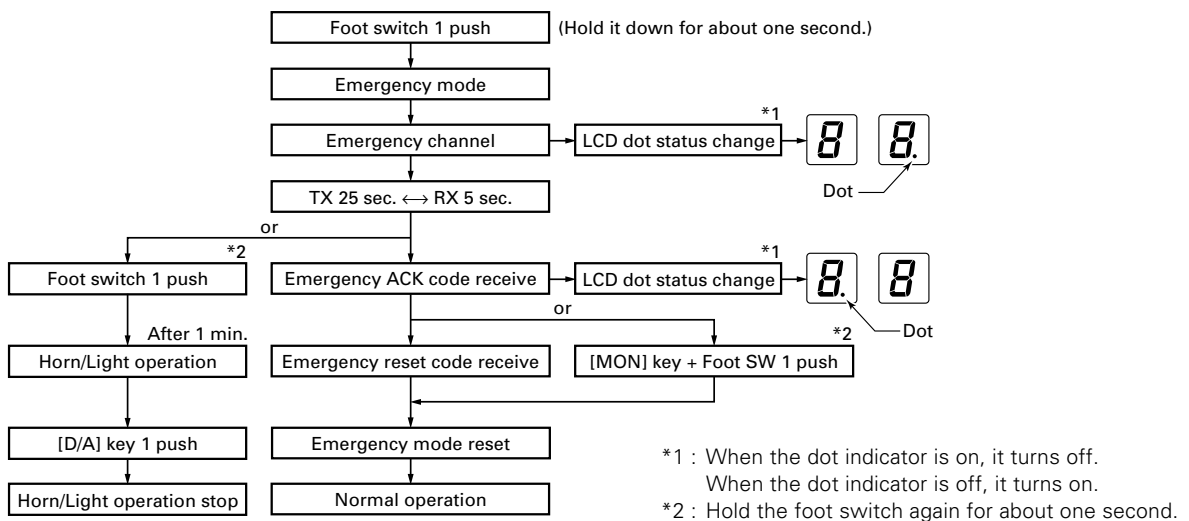 Foot switch 1 push (Hold it down for about one second.)
Emergency mode
*1
Emergency channel LCD dot status change 8 8.
Dot
TX 25 sec. ↔ RX 5 sec.
or
*2 *1
Foot switch 1 push Emergency ACK code receive LCD dot status change 8. 8
or
After 1 min. *2 Dot
Horn/Light operation Emergency reset code receive [MON] key + Foot SW 1 push
[D/A] key 1 push Emergency mode reset
Horn/Light operation stop Normal operation
*1 : When the dot indicator is on, it turns off.
When the dot indicator is off, it turns on.
*2 : Hold the foot switch again for about one second.